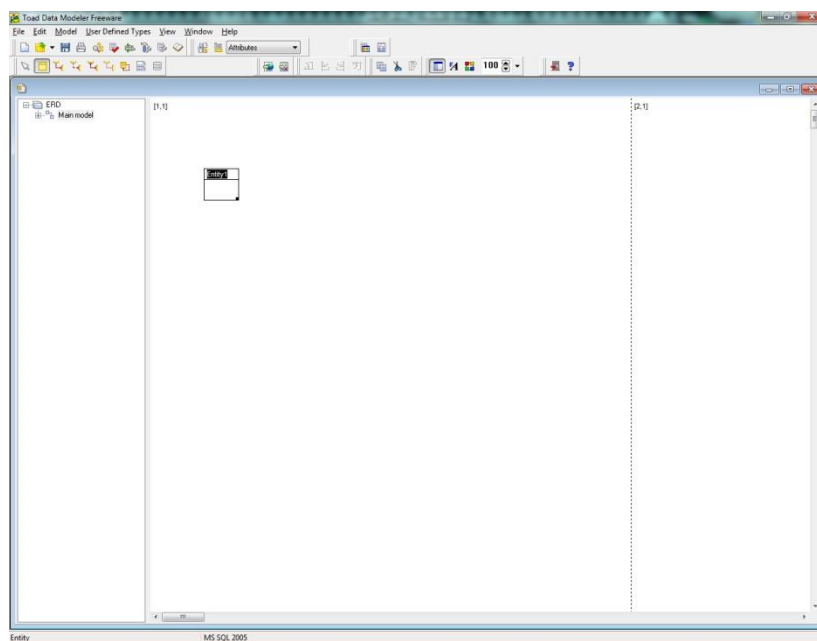 Toad Data Modeler Freeware
File Edit Model User Defined Types View Window Help
Attributes
100
ERD
Main model
[1,1]
[2,1]
Entity1
Entity
MS SQL 2005